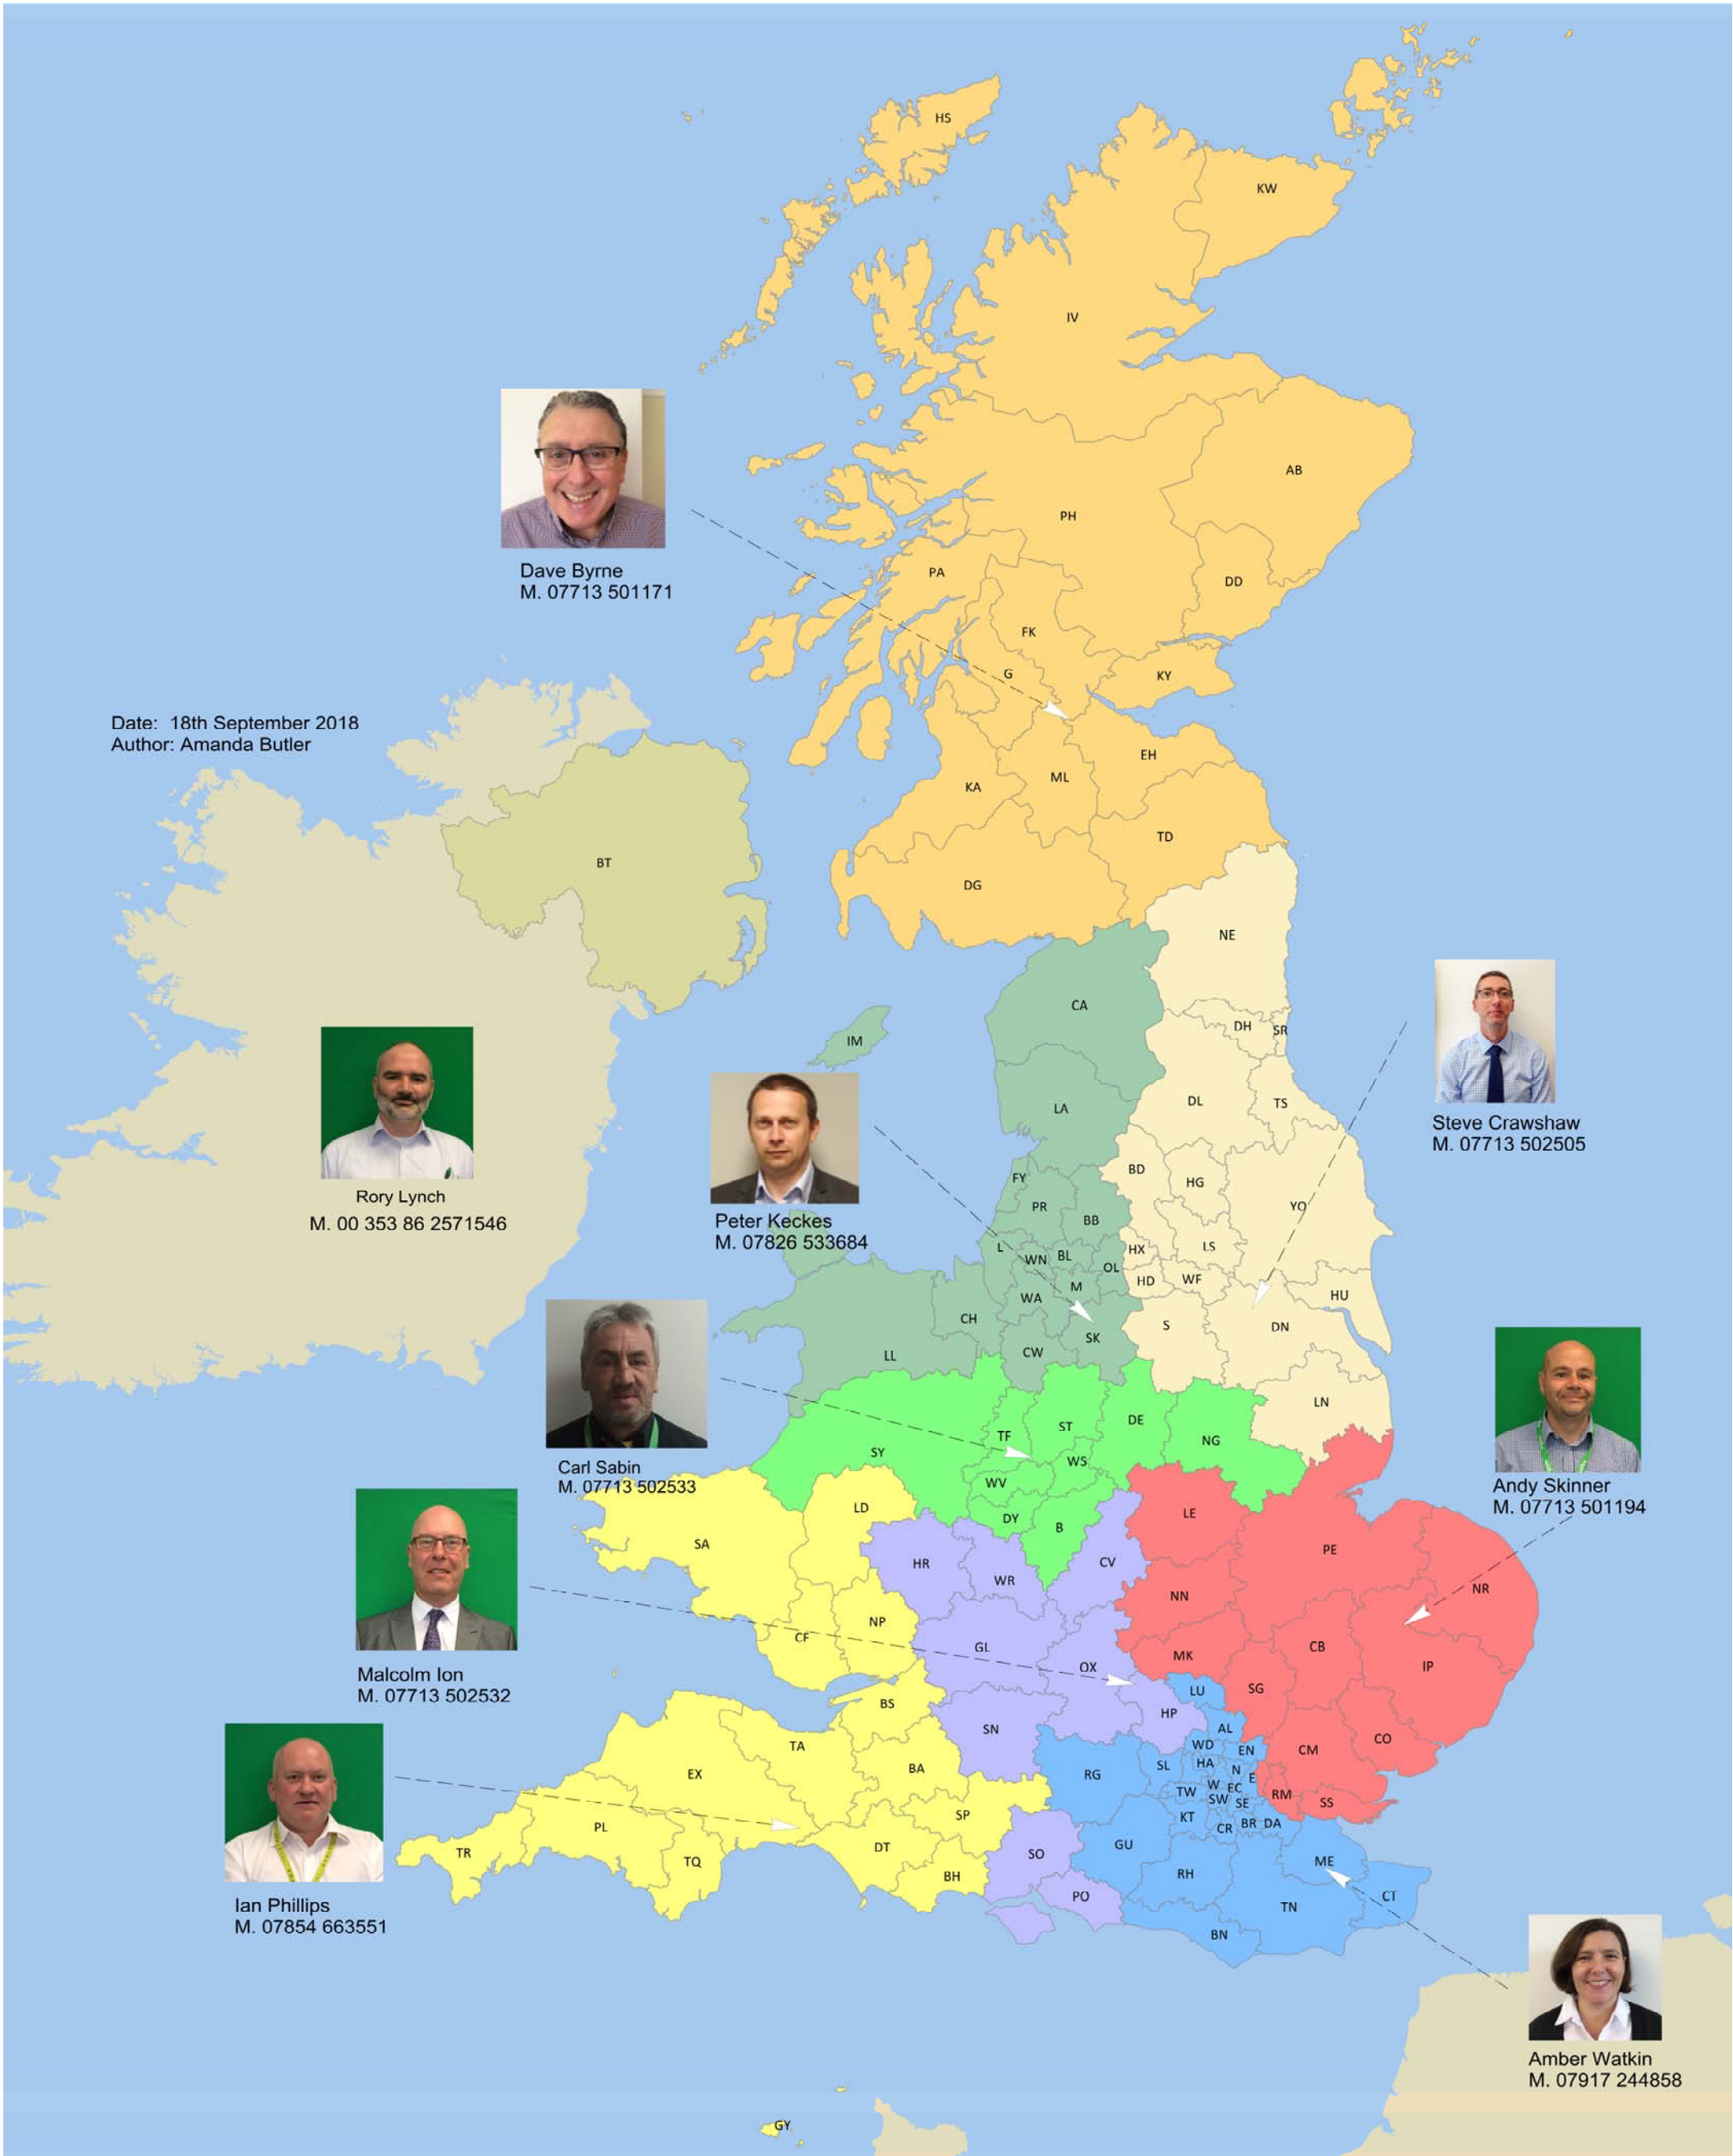 HS
KW
IV
AB
PH
Dave Byrne
M. 07713 501171
PA
DD
FK
G
KY
Date: 18th September 2018
Author: Amanda Butler
EH
ML
KA
TD
BT
DG
NE
CA
DH
SR
IM
LA
DL
TS
Steve Crawshaw
M. 07713 502505
BD
FY
HG
Rory Lynch
M. 00 353 86 2571546
PR
YO
Peter Keckes
M. 07826 533684
BB
L
WN
BL
HX
LS
OL
HD
WF
M
WA
HU
CH
S
DN
SK
CW
LL
LN
ST
DE
TF
NG
SY
WS
Carl Sabin
M. 07713 502533
WV
Andy Skinner
M. 07713 501194
LD
LE
DY
B
SA
PE
HR
CV
WR
NR
NN
NP
CF
GL
CB
MK
OX
IP
Malcolm Ion
M. 07713 502532
LU
SG
BS
HP
SN
AL
CO
TA
WD
EN
CM
BA
SL
HA
N
EX
RG
E
W
EC
TW
SW
SE
RM
SS
SP
KT
CR
BR
DA
PL
GU
DT
TR
SO
TQ
ME
RH
BH
PO
CT
Ian Phillips
M. 07854 663551
TN
BN
Amber Watkin
M. 07917 244858
GY